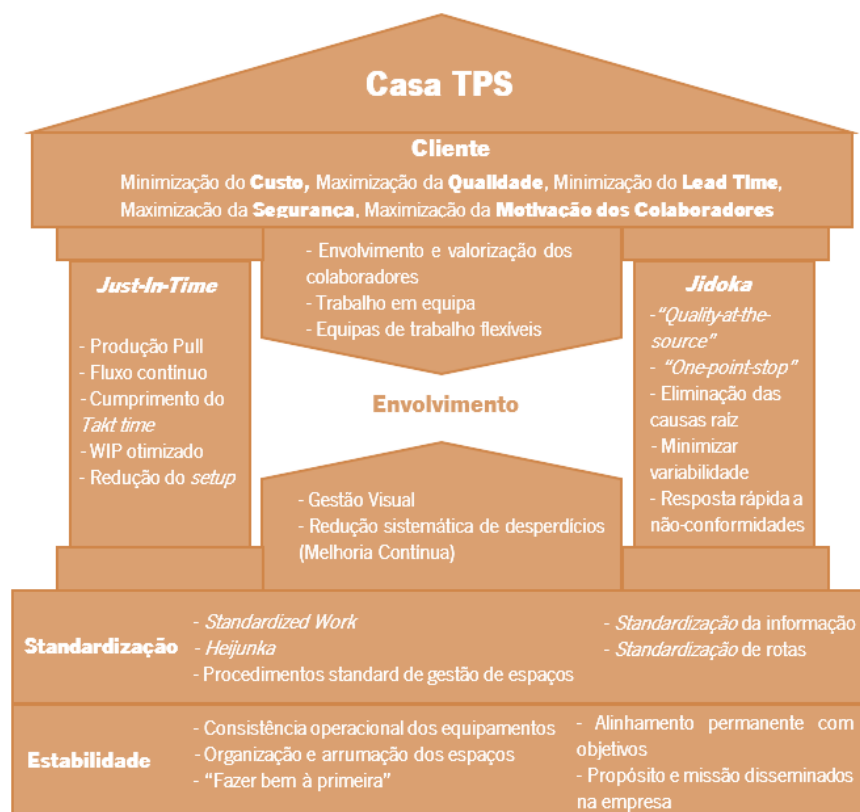 Casa TPS
Cliente
Minimização do Custo, Maximização da Qualidade, Minimização do Lead Time,
Maximização da Segurança, Maximização da Motivação dos Colaboradores
Just-In-Time
- Produção Pull
- Fluxo contínuo
- Cumprimento do
Takt time
- WIP otimizado
- Redução do setup
- Envolvimento e valorização dos
colaboradores
- Trabalho em equipa
- Equipas de trabalho flexíveis
Envolvimento
- Gestão Visual
- Redução sistemática de desperdícios
(Melhoria Contínua)
Jidoka
-"Quality-at-the-
source"
- "One-point-stop"
- Eliminação das
causas raíz
- Minimizar
variabilidade
- Resposta rápida a
não-conformidades
Standardização
- Standardized Work
- Heijunka
- Procedimentos standard de gestão de espaços
- Standardização da informação
- Standardização de rotas
Estabilidade
- Consistência operacional dos equipamentos
- Organização e arrumação dos espaços
- "Fazer bem à primeira"
- Alinhamento permanente com
objetivos
- Propósito e missão disseminados
na empresa